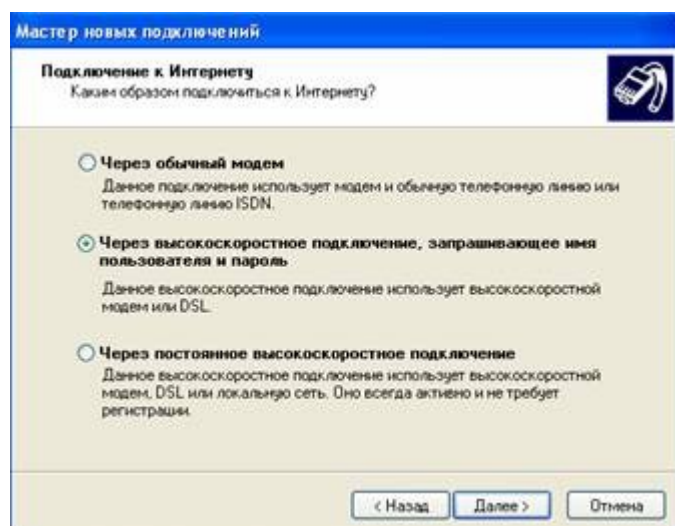 Мастер новых подключений
Подключение к Интернету
Каким образом подключиться к Интернету?
Через обычный модем
Данное подключение использует модем и обычную телефонную линию или
телефонную линию ISDN.
Через высокоскоростное подключение, запрашивающее имя
пользователя и пароль
Данное высокоскоростное подключение использует высокоскоростной
модем или DSL.
Через постоянное высокоскоростное подключение
Данное высокоскоростное подключение использует высокоскоростной
модем, DSL или локальную сеть. Оно всегда активно и не требует
регистрации.
< Назад Далее > Отмена